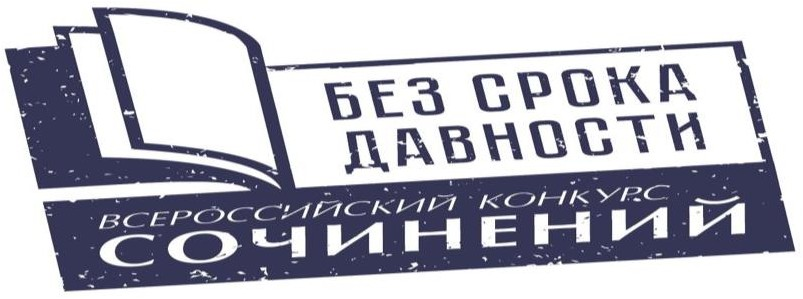 БЕЗ СРОКА
ДАВНОСТИ
ВСЕРОССИЙСКИЙ КОНКУРС
СОЧИНЕНИЙ